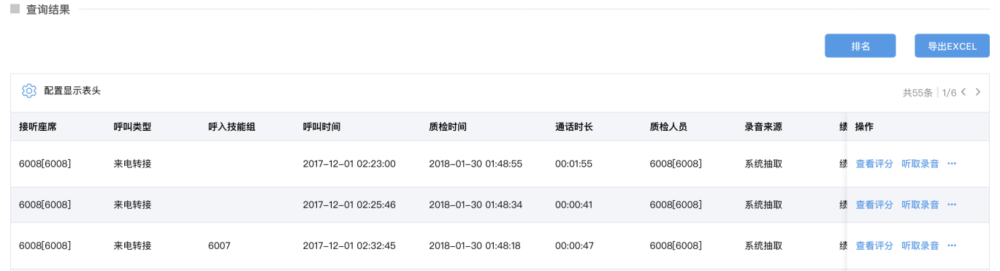 查询结果
排名 导出EXCEL
配置显示表头 共55条 1/6
接听座席 呼叫类型 呼入技能组 呼叫时间 质检时间 通话时长 质检人员 录音来源 绩 操作
6008[6008] 来电转接 2017-12-01 02:23:00 2018-01-30 01:48:55 00:01:55 6008[6008] 系统抽取 绩 查看评分 听取录音 ···
6008[6008] 来电转接 2017-12-01 02:25:46 2018-01-30 01:48:34 00:00:41 6008[6008] 系统抽取 绩 查看评分 听取录音 ···
6008[6008] 来电转接 6007 2017-12-01 02:32:45 2018-01-30 01:48:18 00:00:47 6008[6008] 系统抽取 绩 查看评分 听取录音 ···